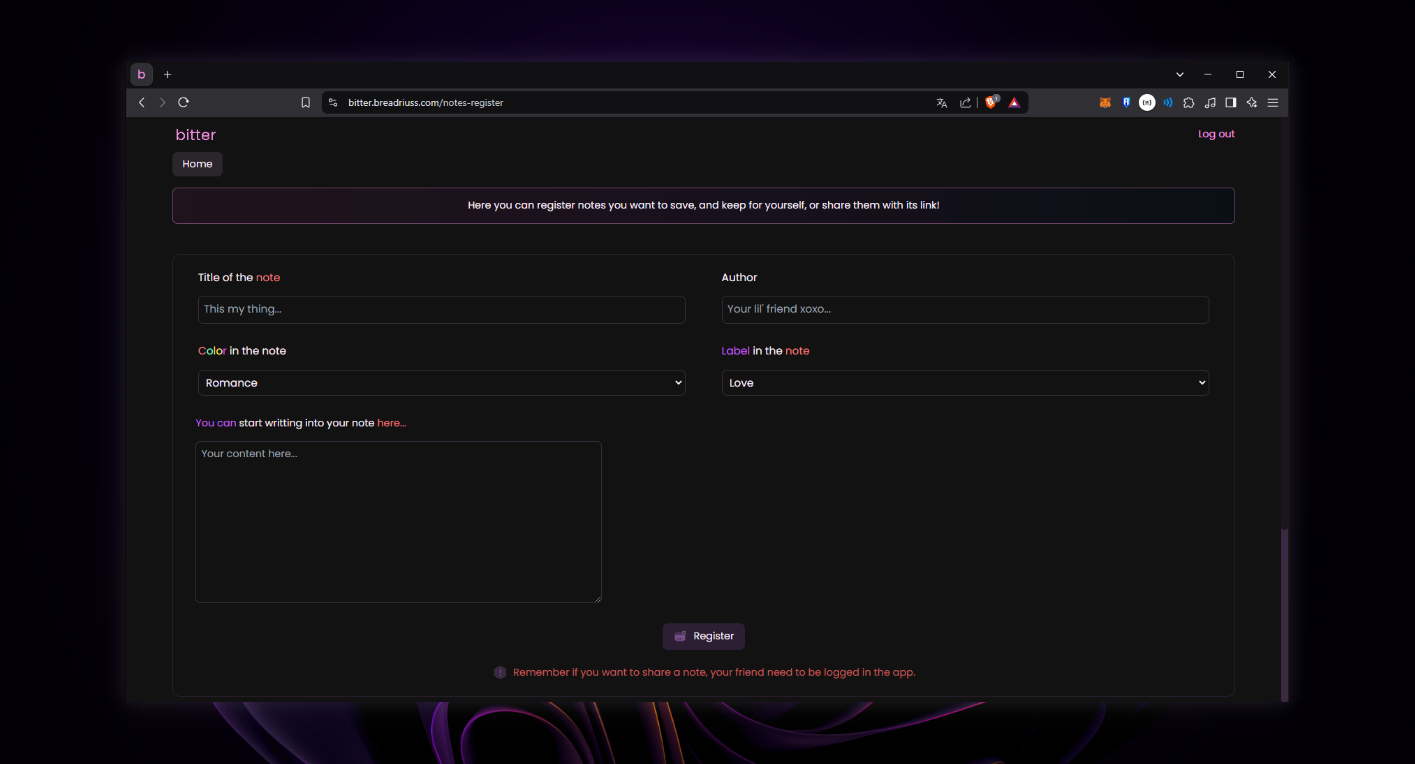 b
bitter.breadriuss.com/notes-register
bitter
Log out
Home
Here you can register notes you want to save, and keep for yourself, or share them with its link!
Title of the note
Author
This my thing...
Your lil' friend xoxo...
Color in the note
Label in the note
Romance
Love
You can start writting into your note here...
Your content here...
Register
Remember if you want to share a note, your friend need to be logged in the app.